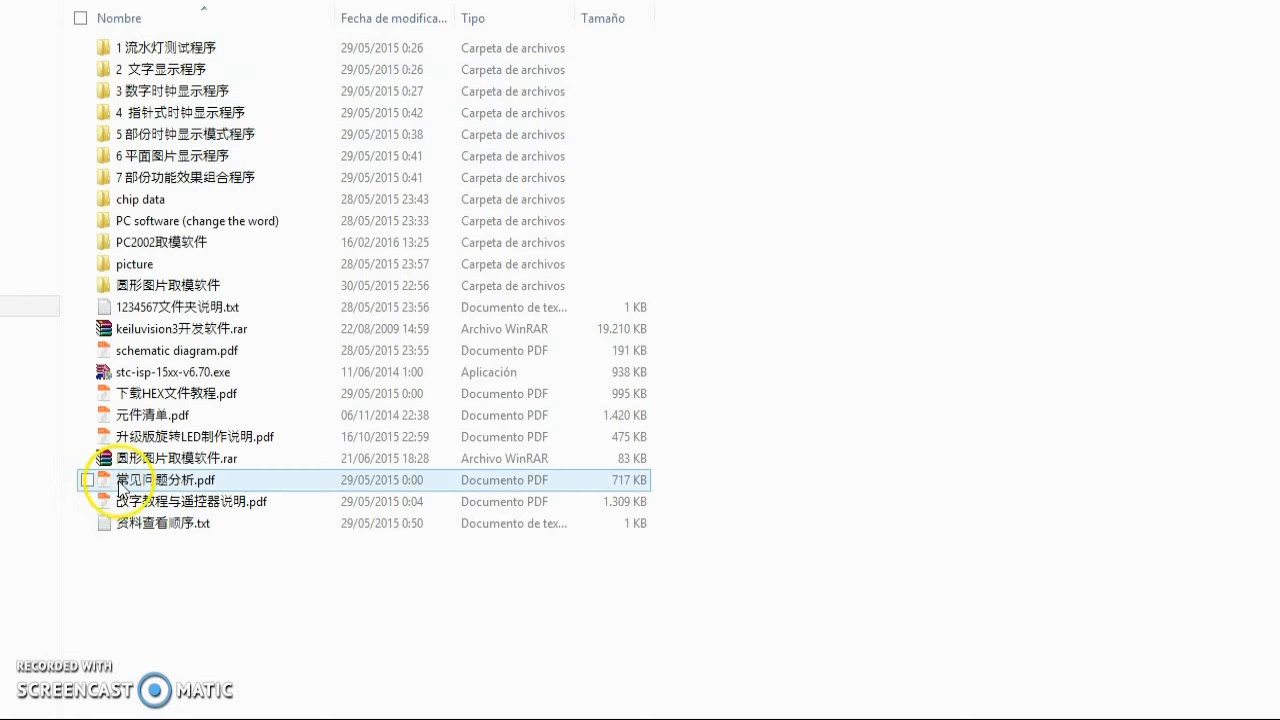 Nombre Fecha de modifica... Tipo Tamaño
1 流水灯测试程序 29/05/2015 0:26 Carpeta de archivos
2 文字显示程序 29/05/2015 0:26 Carpeta de archivos
3 数字时钟显示程序 29/05/2015 0:27 Carpeta de archivos
4 指针式时钟显示程序 29/05/2015 0:42 Carpeta de archivos
5 部份时钟显示模式程序 29/05/2015 0:38 Carpeta de archivos
6 平面图片显示程序 29/05/2015 0:41 Carpeta de archivos
7 部份功能效果组合程序 29/05/2015 0:41 Carpeta de archivos
chip data 28/05/2015 23:43 Carpeta de archivos
PC software (change the word) 28/05/2015 23:33 Carpeta de archivos
PC2002取模软件 16/02/2016 13:25 Carpeta de archivos
picture 28/05/2015 23:57 Carpeta de archivos
圆形图片取模软件 30/05/2015 22:56 Carpeta de archivos
1234567文件夹说明.txt 28/05/2015 23:56 Documento de tex... 1 KB
keiluvision3开发软件.rar 22/08/2009 14:59 Archivo WinRAR 19.210 KB
schematic diagram.pdf 28/05/2015 23:55 Documento PDF 191 KB
stc-isp-15xx-v6.70.exe 11/06/2014 1:00 Aplicación 938 KB
下载HEX文件教程.pdf 29/05/2015 0:00 Documento PDF 995 KB
元件清单.pdf 06/11/2014 22:38 Documento PDF 1.420 KB
升级版旋转LED制作说明.pdf 16/10/2015 22:59 Documento PDF 475 KB
圆形图片取模软件.rar 21/06/2015 18:28 Archivo WinRAR 83 KB
常见问题分析.pdf 29/05/2015 0:00 Documento PDF 717 KB
改字教程与遥控器说明.pdf 29/05/2015 0:04 Documento PDF 1.309 KB
资料查看顺序.txt 29/05/2015 0:50 Documento de tex... 1 KB
RECORDED WITH
SCREENCAST MATIC